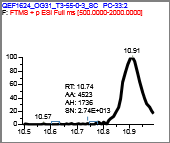 QEF1624_OG31_T3-55-0-3_SC PC-33:2
F: FTMS + p ESI Full ms [500.0000-2000.0000]
10.91
100
80
RT: 10.74
60
AA: 4523
AH: 1736
40
SN: 2.74E+013
20
10.57
0
10.5 10.6 10.7 10.8 10.9